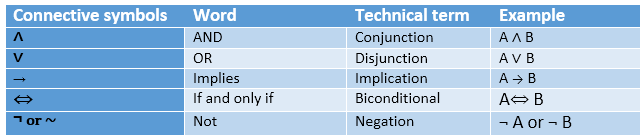 Connective symbols Word Technical term Example
∧ AND Conjunction A ∧ B
∨ OR Disjunction A ∨ B
→ Implies Implication A → B
⇔ If and only if Biconditional A⇔ B
¬ or ~ Not Negation ¬ A or ¬ B